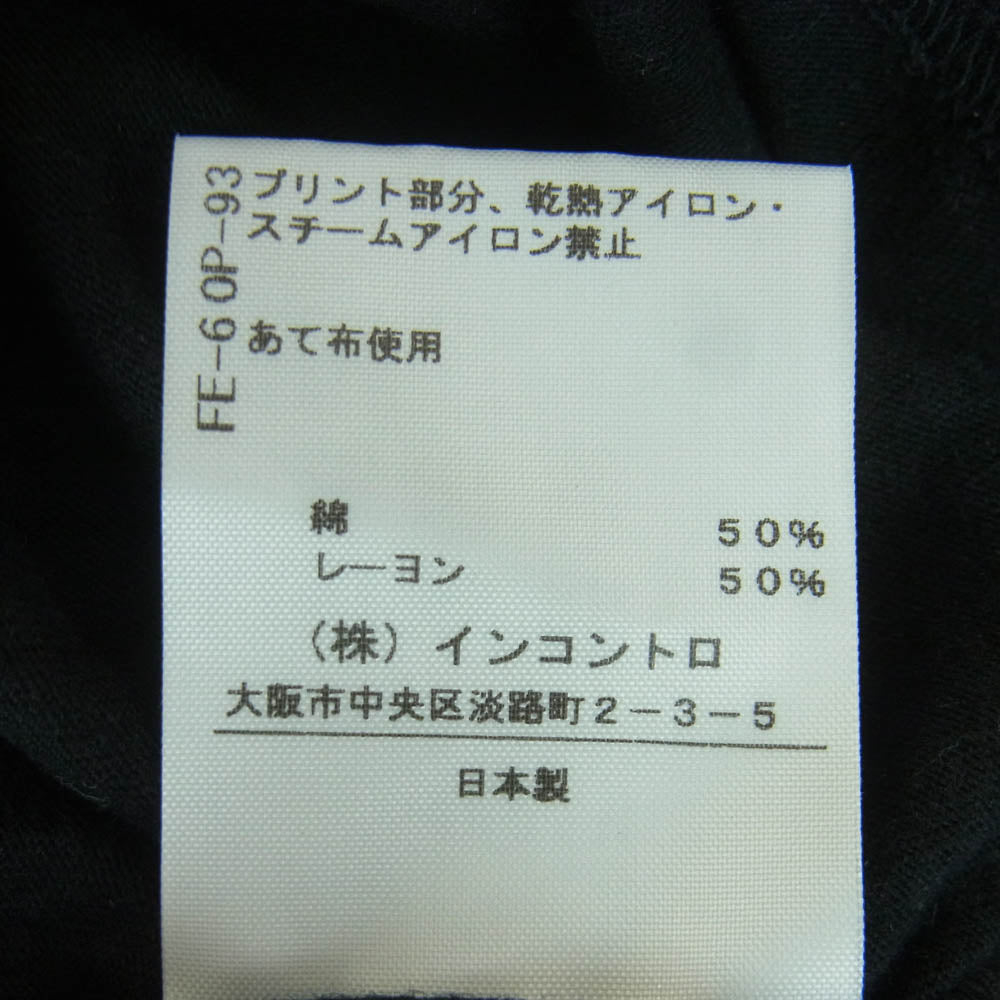 FE-60P-93
プリント部分、乾熱アイロン・
スチームアイロン禁止
あて布使用
綿 50%
レーヨン 50%
(株)インコントロ
大阪市中央区淡路町2-3-5
日本製